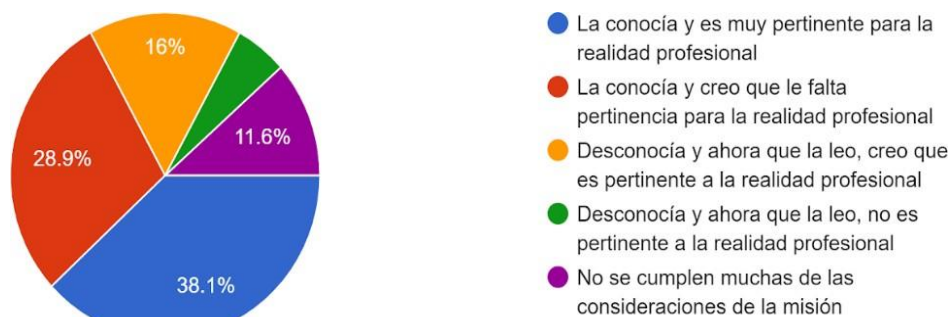 16%
11.6%
28.9%
38.1%
La conocía y es muy pertinente para la
realidad profesional
La conocía y creo que le falta
pertinencia para la realidad profesional
Desconocía y ahora que la leo, creo que
es pertinente a la realidad profesional
Desconocía y ahora que la leo, no es
pertinente a la realidad profesional
No se cumplen muchas de las
consideraciones de la misión